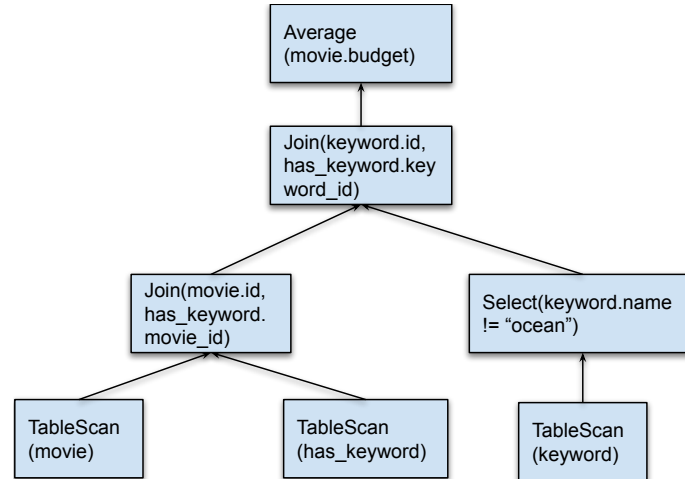 Average
(movie.budget)
Join(keyword.id,
has_keyword.key
word_id)
Join(movie.id,
has_keyword.
movie_id)
Select(keyword.name
!= “ocean”)
TableScan
(movie)
TableScan
(has_keyword)
TableScan
(keyword)